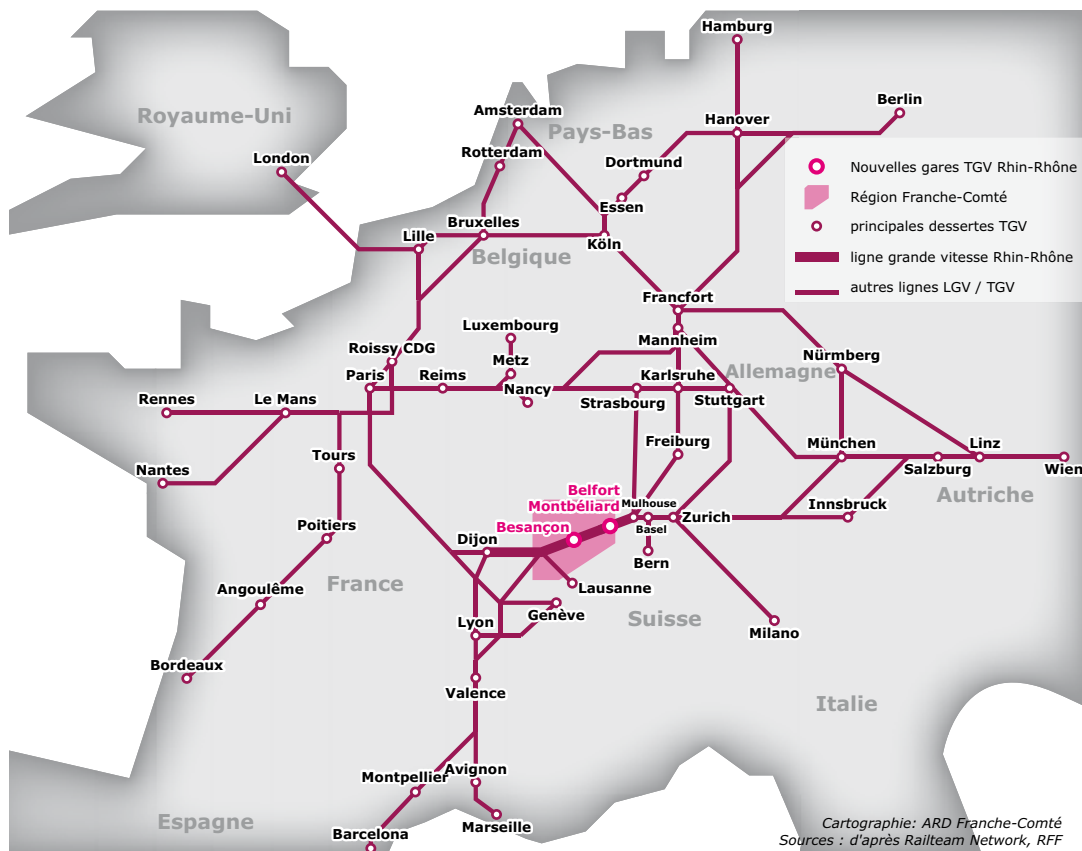 Hamburg
Berlin
Royaume-Uni
Amsterdam
Hanover
Pays-Bas
London
Rotterdam
Dortmund
Nouvelles gares TGV Rhin-Rhône
Région Franche-Comté
principales dessertes TGV
ligne grande vitesse Rhin-Rhône
autres lignes LGV / TGV
Essen
Bruxelles
Lille
Köln
Belgique
Francfort
Luxembourg
Mannheim
Roissy CDG
Metz
Nürmberg
Paris
Reims
Nancy
Karlsruhe
Allemagne
Rennes
Le Mans
Strasbourg
Stuttgart
Tours
Freiburg
München
Linz
Nantes
Salzburg
Wien
Belfort
Montbéliard
Mulhouse
Innsbruck
Autriche
Besançon
Basel
Zurich
Poitiers
Dijon
Bern
France
Angoulême
Lausanne
Genève
Suisse
Lyon
Milano
Bordeaux
Valence
Italie
Montpellier
Avignon
Espagne
Barcelona
Marseille
Cartographie: ARD Franche-Comté
Sources : d'après Railteam Network, RFF